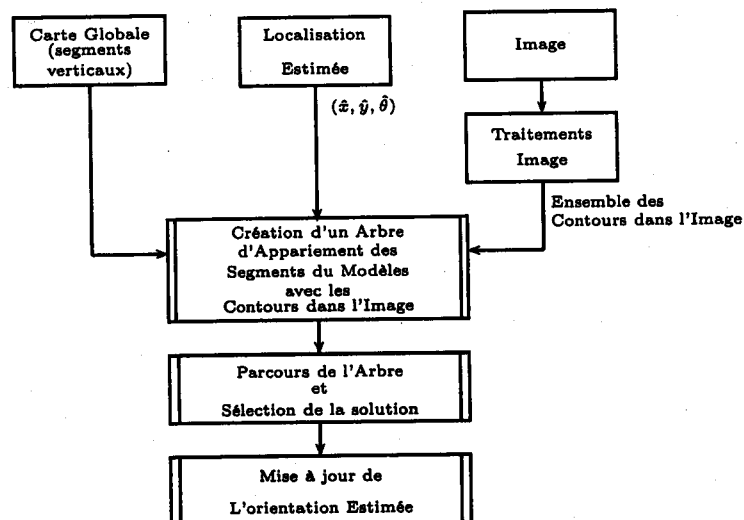 Carte Globale
(segments
verticaux)
Localisation
Estimée
Image
(x̂, ŷ, θ̂)
Traitements
Image
Ensemble des
Contours dans l'Image
Création d'un Arbre
d'Appariement des
Segments du Modèles
avec les
Contours dans l'Image
Parcours de l'Arbre
et
Sélection de la solution
Mise à jour de
L'orientation Estimée